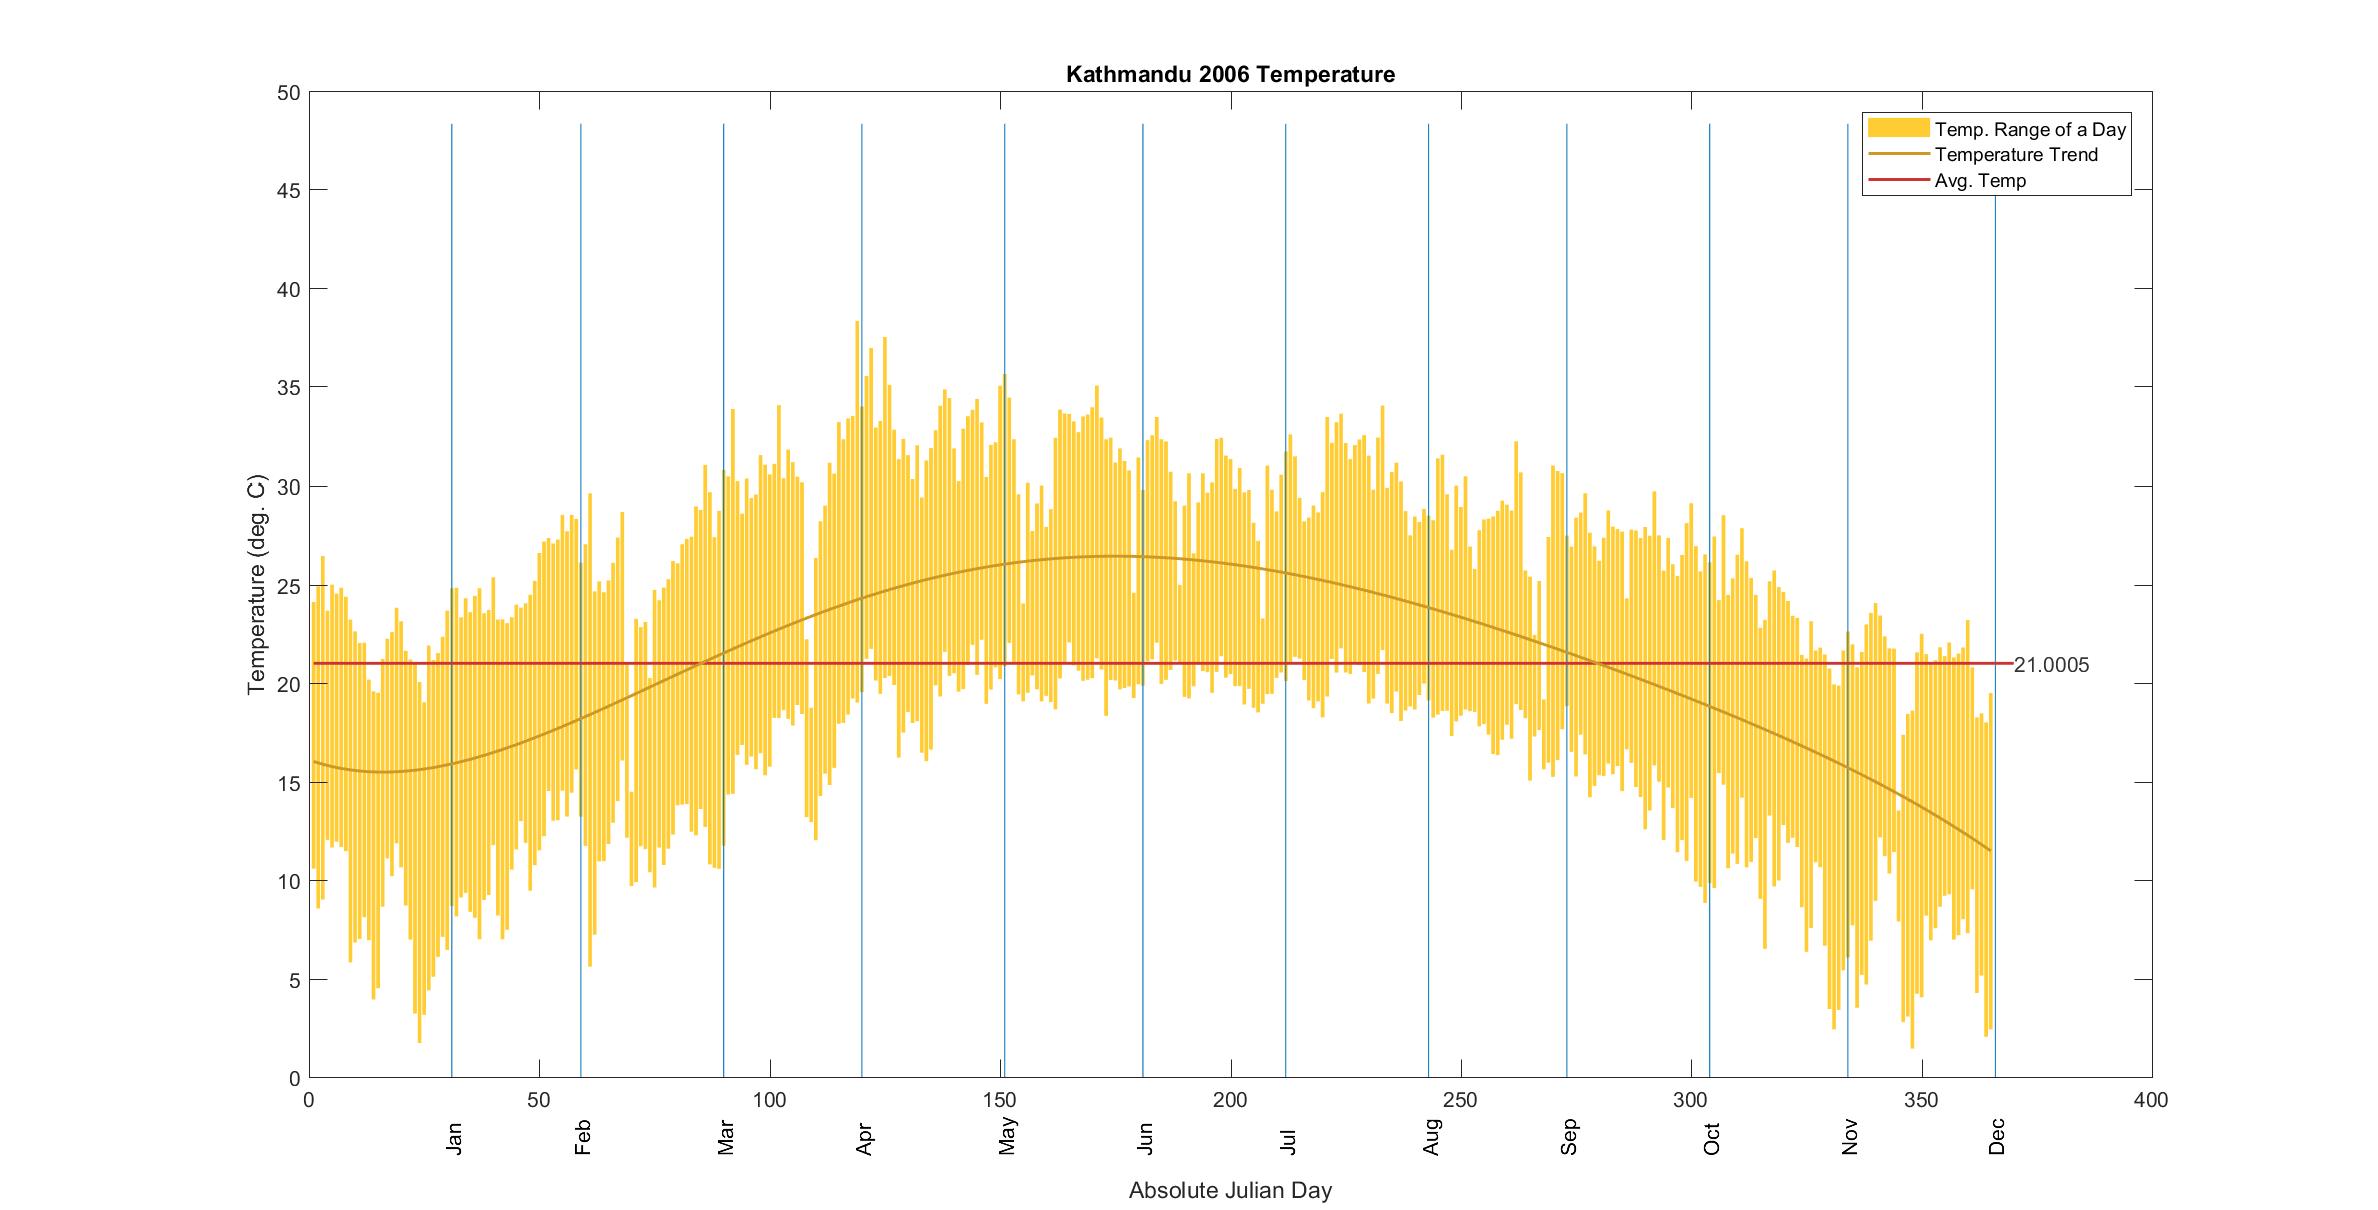 Kathmandu 2006 Temperature
Temp. Range of a Day
Temperature Trend
Avg. Temp
Temperature (deg. C)
50
45
40
35
30
25
20
15
10
5
0
21.0005
0 50 100 150 200 250 300 350 400
Jan Feb Mar Apr May Jun Jul Aug Sep Oct Nov Dec
Absolute Julian Day